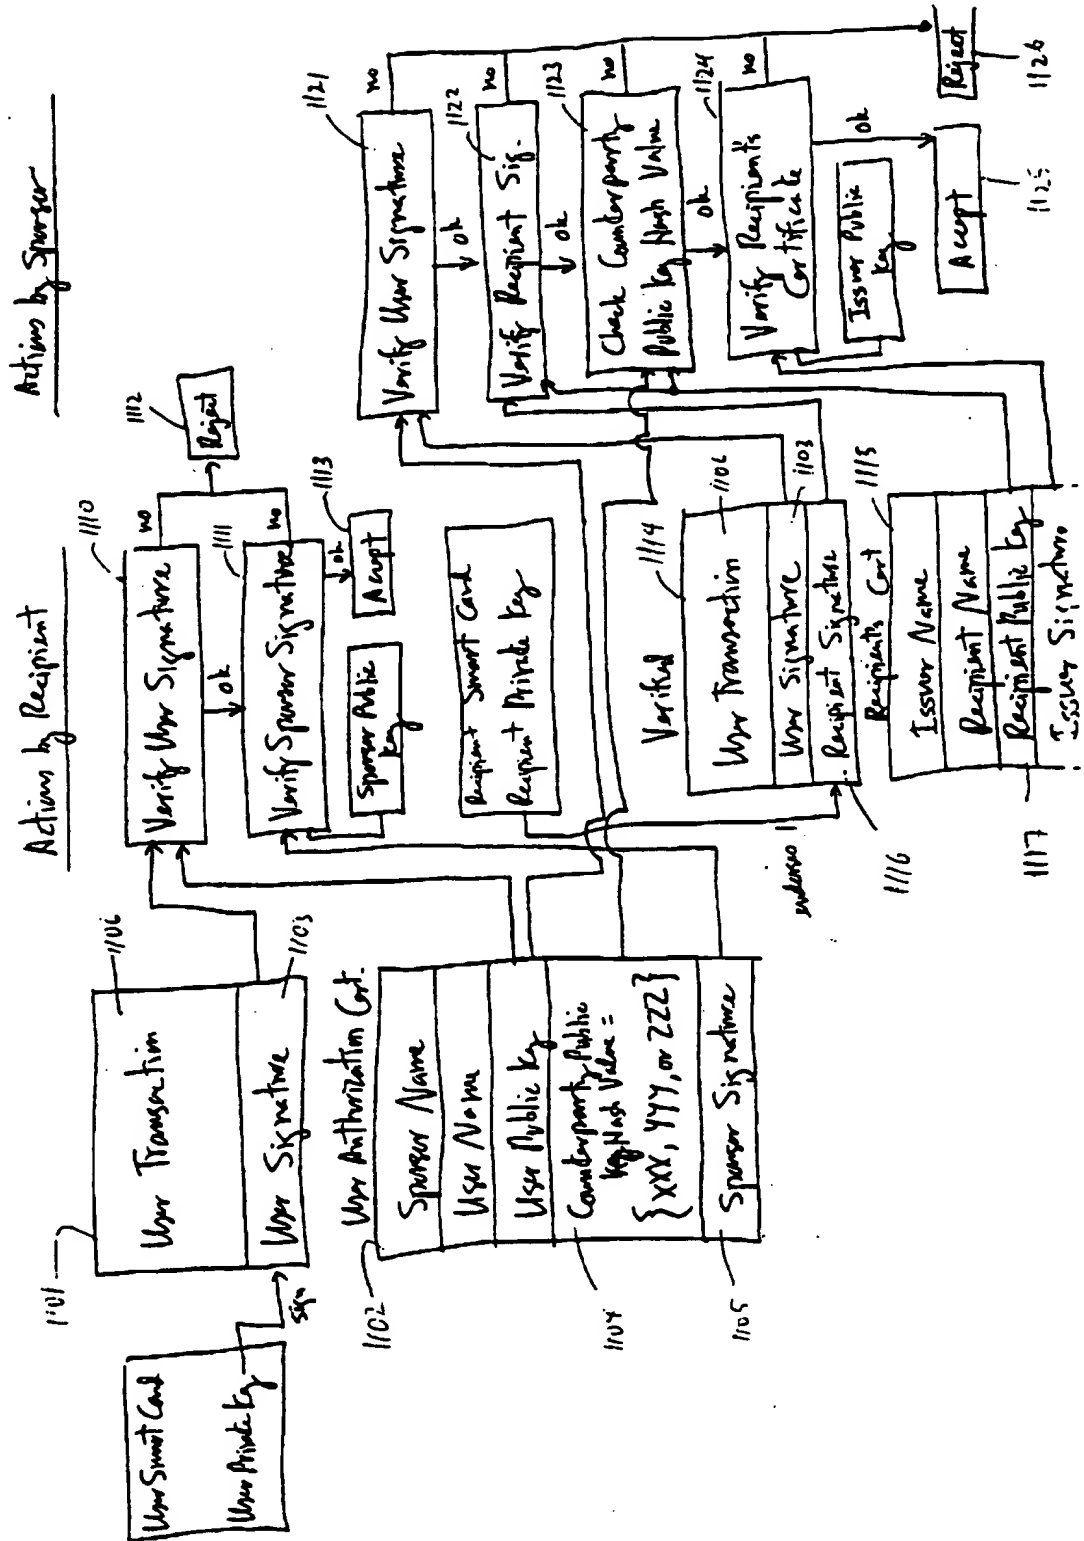 Actions by Recipient
Actions by Sponsor
User Smart Card
User Private Key
sign
1101
User Transaction
1106
User Signature
1103
User Authorization Cert.
1102
Sponsor Name
User Name
User Public Key
Counterparty Public
Key Hash Value =
{XXX, YYY, or ZZZ}
1104
Sponsor Signature
1105
1110
Verify User Signature
no
ok
1111
Verify Sponsor Signature
no
ok
1112
Reject
1113
Accept
Sponsor Public
Key
Recipient Smart Card
Recipient Private Key
Verified
1114
User Transaction
1106
User Signature
1103
Recipient Signature
endorse
1116
Recipients Cert
1115
Issuer Name
Recipient Name
Recipient Public Key
1117
Issuer Signature
1121
Verify User Signature
no
ok
1122
Verify Recipient Sig.
no
ok
1123
Check Counterparty
Public Key Hash Value
no
ok
1124
Verify Recipients
Certificate
no
ok
Issuer Public
Key
Accept
1125
Reject
1126